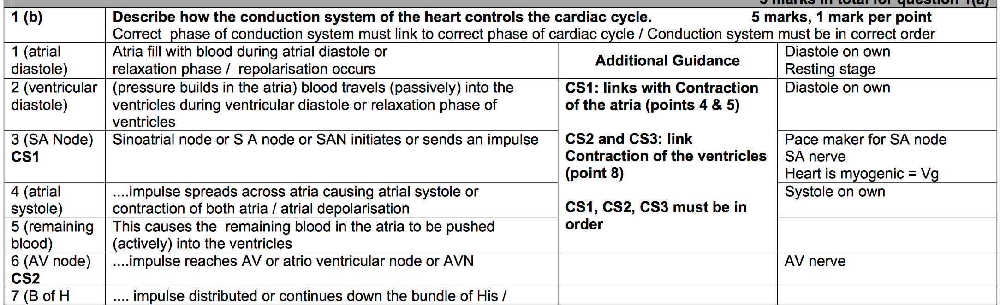 5 marks in total for question 1(a)
1 (b)
Describe how the conduction system of the heart controls the cardiac cycle. 5 marks, 1 mark per point
Correct phase of conduction system must link to correct phase of cardiac cycle / Conduction system must be in correct order
1 (atrial
diastole)
Atria fill with blood during atrial diastole or
relaxation phase / repolarisation occurs
Additional Guidance
Diastole on own
Resting stage
2 (ventricular
diastole)
(pressure builds in the atria) blood travels (passively) into the
ventricles during ventricular diastole or relaxation phase of
ventricles
CS1: links with Contraction
of the atria (points 4 & 5)
CS2 and CS3: link
Contraction of the ventricles
(point 8)
CS1, CS2, CS3 must be in
order
Diastole on own
3 (SA Node)
CS1
Sinoatrial node or S A node or SAN initiates or sends an impulse
Pace maker for SA node
SA nerve
Heart is myogenic = Vg
4 (atrial
systole)
....impulse spreads across atria causing atrial systole or
contraction of both atria / atrial depolarisation
Systole on own
5 (remaining
blood)
This causes the remaining blood in the atria to be pushed
(actively) into the ventricles
6 (AV node)
CS2
....impulse reaches AV or atrio ventricular node or AVN
AV nerve
7 (B of H
.... impulse distributed or continues down the bundle of His /